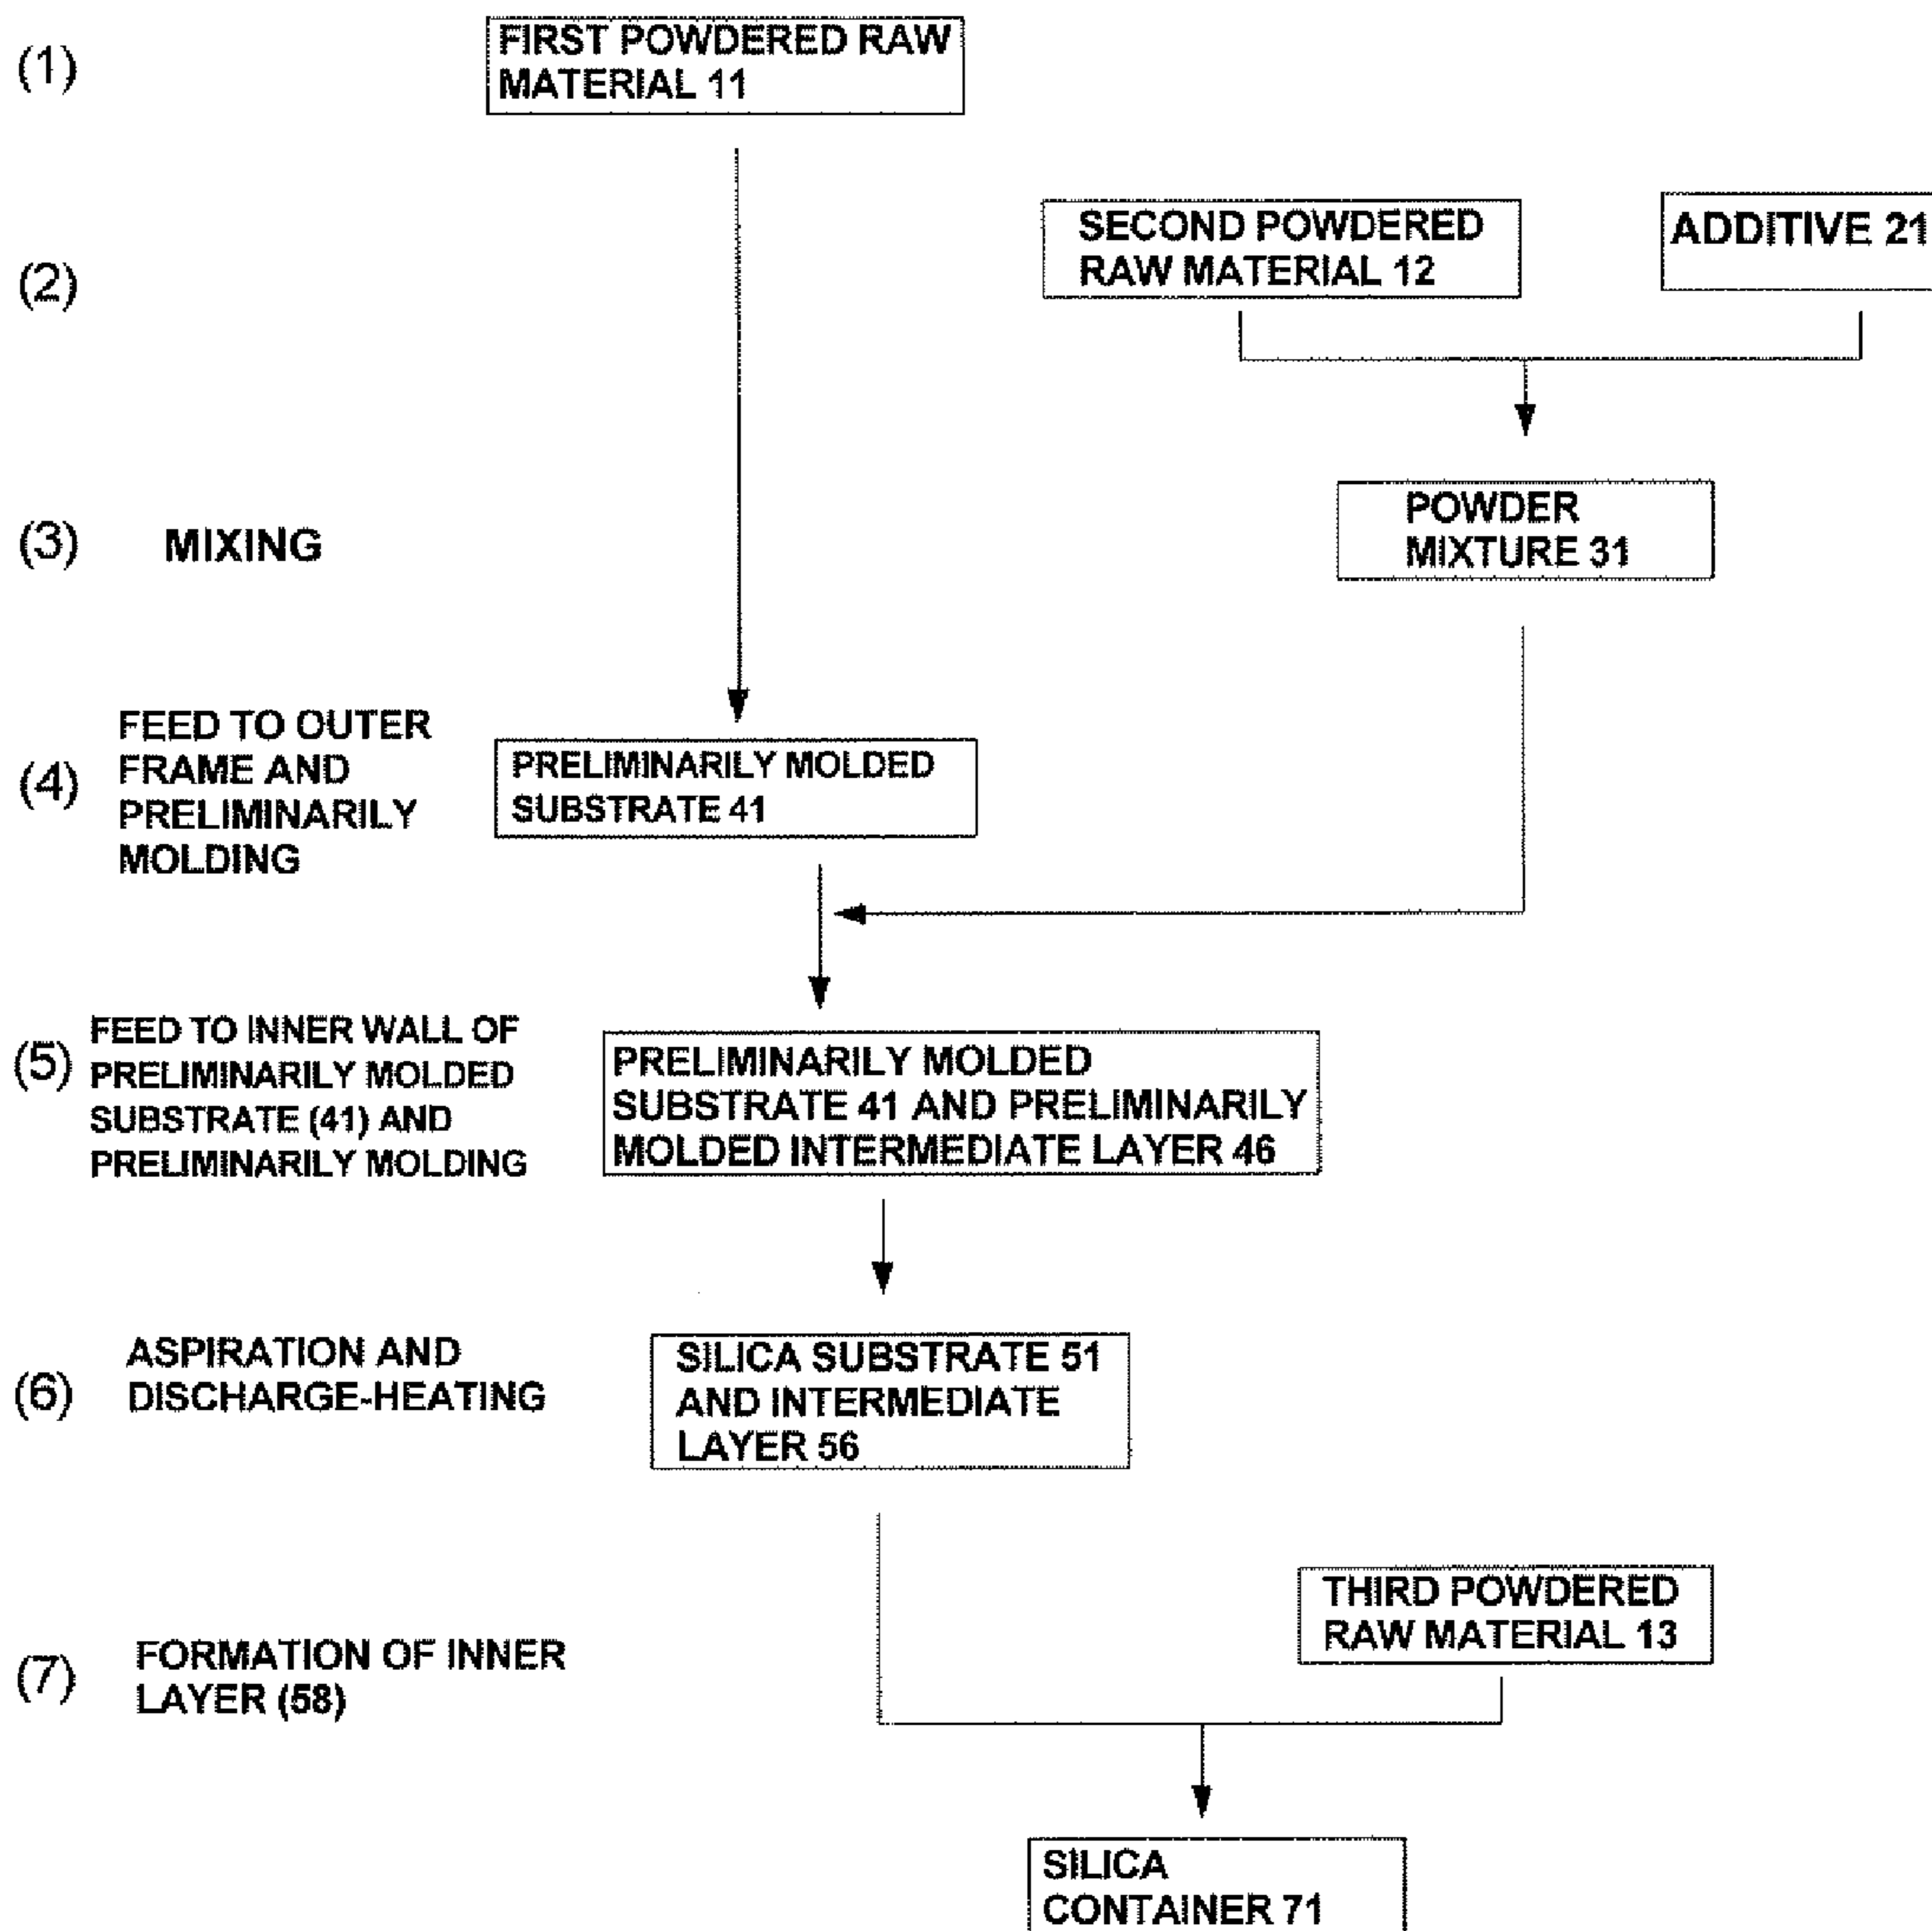 (1)
FIRST POWDERED RAW
MATERIAL 11
(2)
SECOND POWDERED
RAW MATERIAL 12
ADDITIVE 21
(3)
MIXING
POWDER
MIXTURE 31
(4)
FEED TO OUTER
FRAME AND
PRELIMINARILY
MOLDING
PRELIMINARILY MOLDED
SUBSTRATE 41
(5)
FEED TO INNER WALL OF
PRELIMINARILY MOLDED
SUBSTRATE (41) AND
PRELIMINARILY MOLDING
PRELIMINARILY MOLDED
SUBSTRATE 41 AND PRELIMINARILY
MOLDED INTERMEDIATE LAYER 46
(6)
ASPIRATION AND
DISCHARGE-HEATING
SILICA SUBSTRATE 51
AND INTERMEDIATE
LAYER 56
(7)
FORMATION OF INNER
LAYER (58)
THIRD POWDERED
RAW MATERIAL 13
SILICA
CONTAINER 71